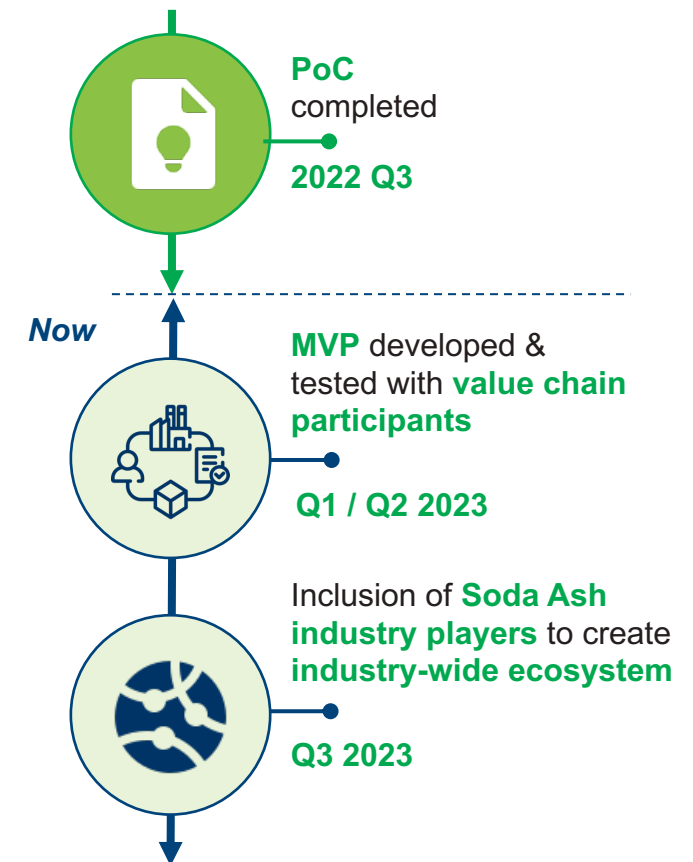 PoC
completed
2022 Q3
Now
MVP developed &
tested with value chain
participants
Q1 / Q2 2023
Inclusion of Soda Ash
industry players to create
industry-wide ecosystem
Q3 2023